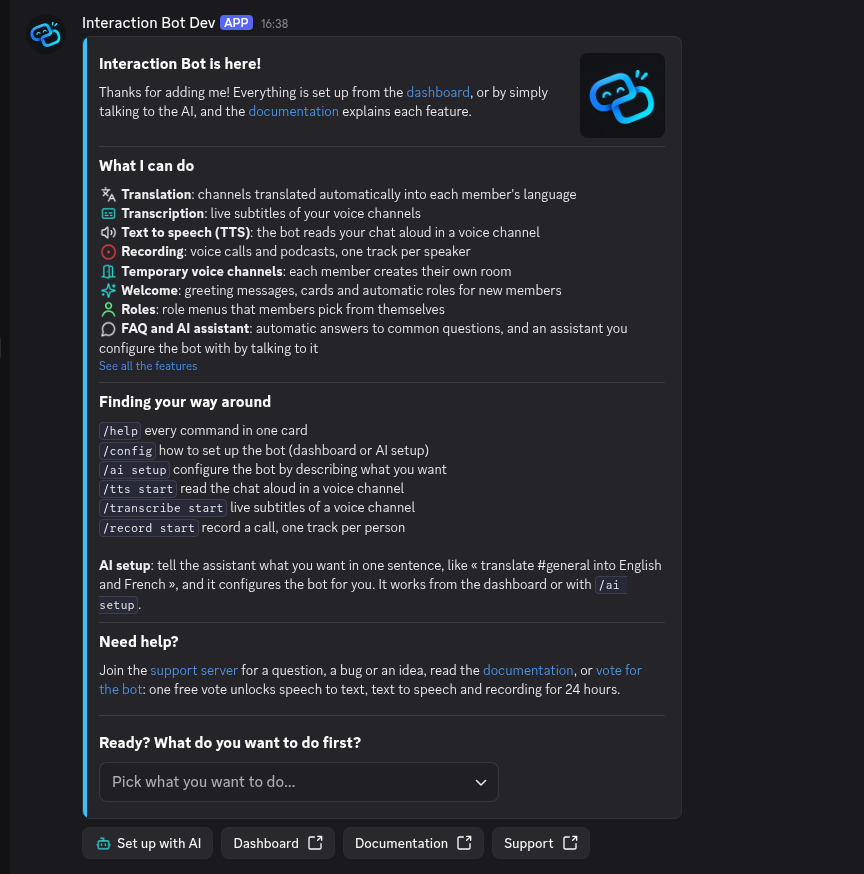 Interaction Bot Dev APP 16:38
Interaction Bot is here!
Thanks for adding me! Everything is set up from the dashboard, or by simply
talking to the AI, and the documentation explains each feature.
What I can do
Translation: channels translated automatically into each member's language
Transcription: live subtitles of your voice channels
Text to speech (TTS): the bot reads your chat aloud in a voice channel
Recording: voice calls and podcasts, one track per speaker
Temporary voice channels: each member creates their own room
Welcome: greeting messages, cards and automatic roles for new members
Roles: role menus that members pick from themselves
FAQ and AI assistant: automatic answers to common questions, and an assistant you
configure the bot with by talking to it
See all the features
Finding your way around
/help every command in one card
/config how to set up the bot (dashboard or AI setup)
/ai setup configure the bot by describing what you want
/tts start read the chat aloud in a voice channel
/transcribe start live subtitles of a voice channel
/record start record a call, one track per person
AI setup: tell the assistant what you want in one sentence, like « translate #general into English
and French », and it configures the bot for you. It works from the dashboard or with /ai
setup.
Need help?
Join the support server for a question, a bug or an idea, read the documentation, or vote for
the bot: one free vote unlocks speech to text, text to speech and recording for 24 hours.
Ready? What do you want to do first?
Pick what you want to do...
Set up with AI Dashboard Documentation Support